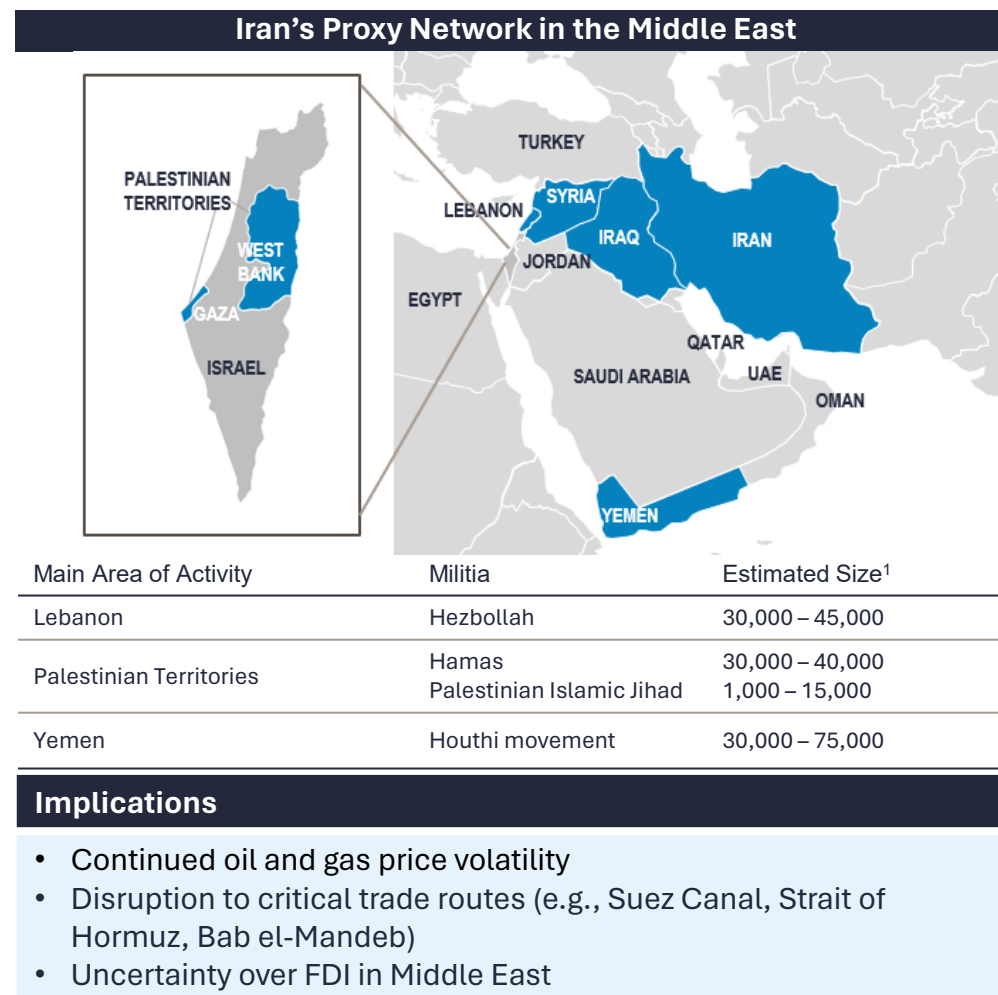 Iran’s Proxy Network in the Middle East
TURKEY
PALESTINIAN
TERRITORIES
SYRIA
LEBANON
WEST
BANK
IRAQ
IRAN
JORDAN
EGYPT
GAZA
QATAR
ISRAEL
SAUDI ARABIA
UAE
OMAN
YEMEN
Main Area of Activity Militia Estimated Size¹
Lebanon Hezbollah 30,000 – 45,000
Palestinian Territories
Hamas 30,000 – 40,000
Palestinian Islamic Jihad 1,000 – 15,000
Yemen Houthi movement 30,000 – 75,000
Implications
• Continued oil and gas price volatility
• Disruption to critical trade routes (e.g., Suez Canal, Strait of
Hormuz, Bab el-Mandeb)
• Uncertainty over FDI in Middle East